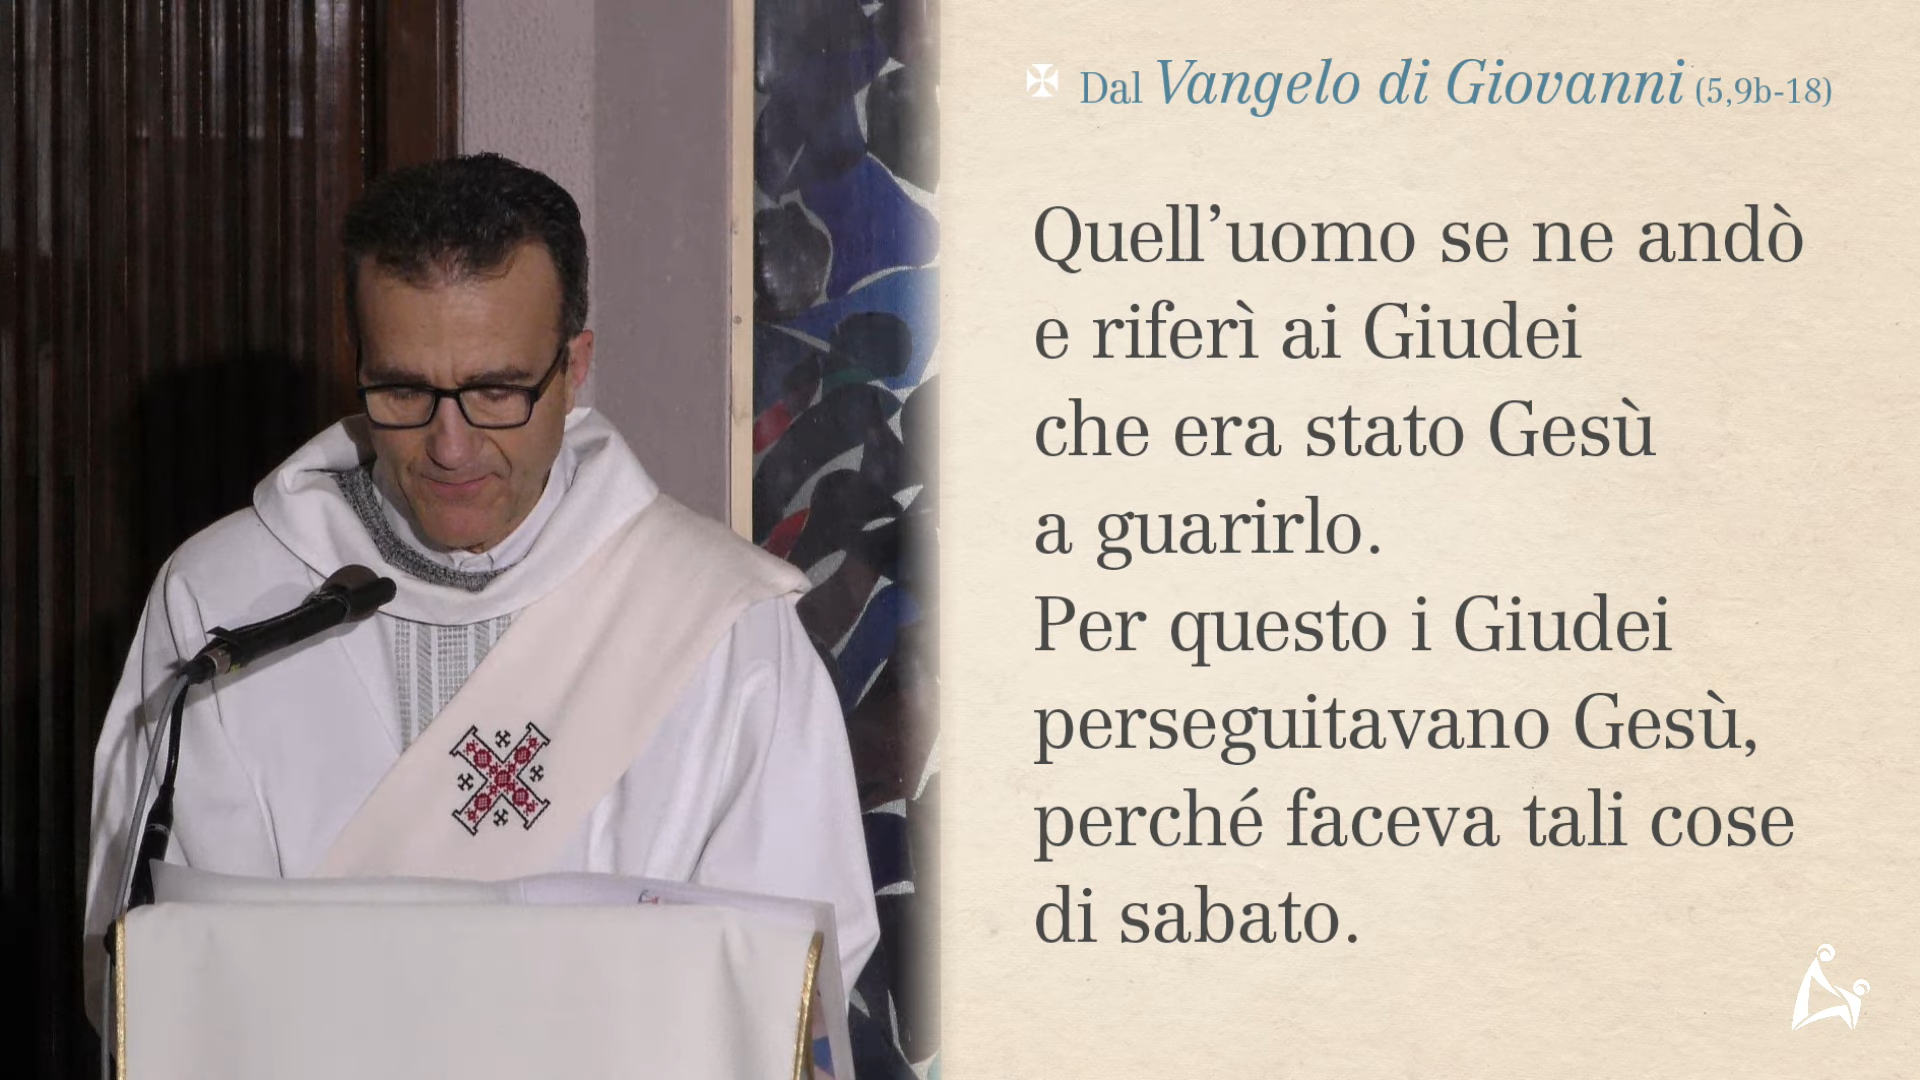 ✠ Dal Vangelo di Giovanni (5,9b-18)
Quell’uomo se ne andò
e riferì ai Giudei
che era stato Gesù
a guarirlo.
Per questo i Giudei
perseguitavano Gesù,
perché faceva tali cose
di sabato.